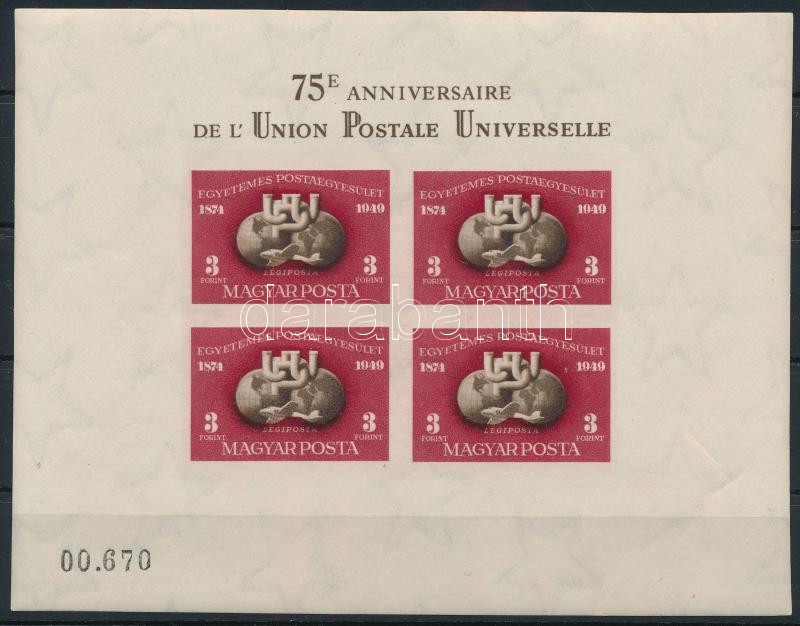 75E ANNIVERSAIRE
DE L' UNION POSTALE UNIVERSELLE
EGYETEMES POSTAEGYESÜLET
1874 1949
3 FORINT 3 FORINT
LÉGIPOSTA
MAGYAR POSTA
EGYETEMES POSTAEGYESÜLET
1874 1949
3 FORINT 3 FORINT
LÉGIPOSTA
MAGYAR POSTA
darabanth
EGYETEMES POSTAEGYESÜLET
1874 1949
3 FORINT 3 FORINT
LÉGIPOSTA
MAGYAR POSTA
EGYETEMES POSTAEGYESÜLET
1874 1949
3 FORINT 3 FORINT
LÉGIPOSTA
MAGYAR POSTA
00.670